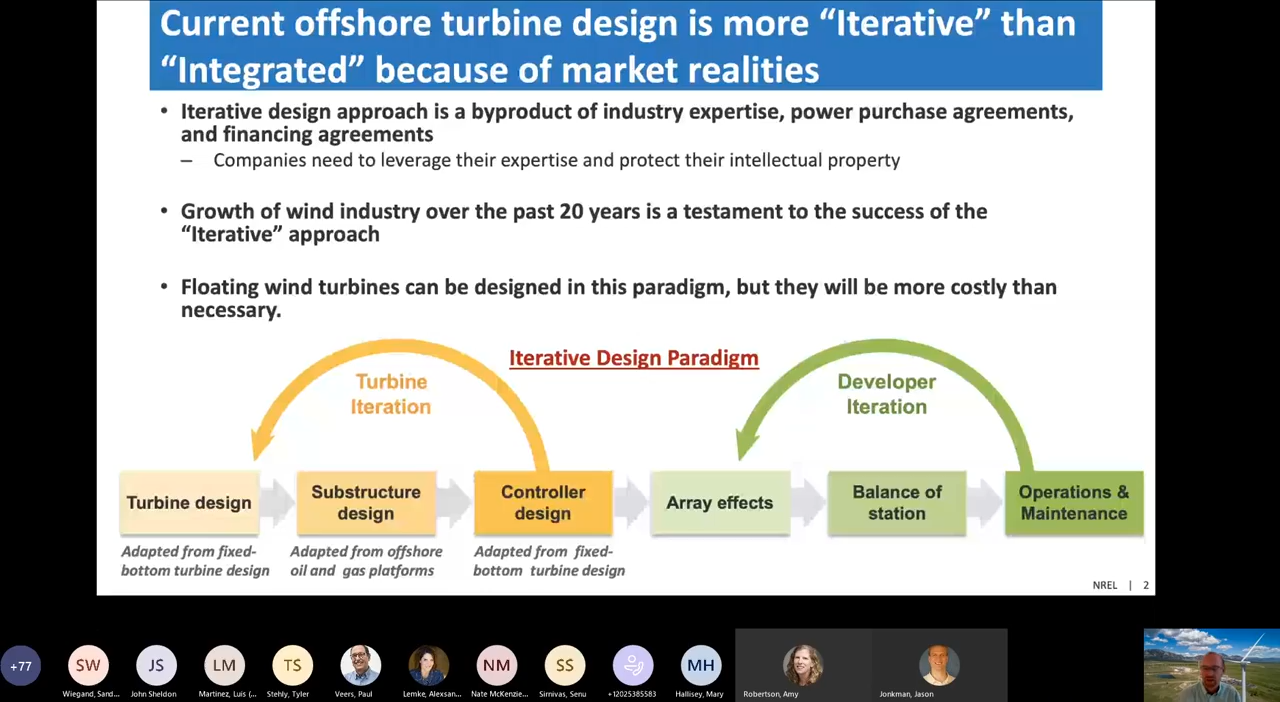 Current offshore turbine design is more “Iterative” than
“Integrated” because of market realities
• Iterative design approach is a byproduct of industry expertise, power purchase agreements,
and financing agreements
– Companies need to leverage their expertise and protect their intellectual property
• Growth of wind industry over the past 20 years is a testament to the success of the
“Iterative” approach
• Floating wind turbines can be designed in this paradigm, but they will be more costly than
necessary.
Iterative Design Paradigm
Turbine
Iteration
Developer
Iteration
Turbine design
Substructure
design
Controller
design
Array effects
Balance of
station
Operations &
Maintenance
Adapted from fixed-
bottom turbine design
Adapted from offshore
oil and gas platforms
Adapted from fixed-
bottom turbine design
NREL | 2
+77
SW
JS
LM
TS
NM
SS
MH
Wiegand, Sand...
John Sheldon
Martinez, Luis (...
Stehly, Tyler
Veers, Paul
Lemke, Alexsan...
Nate McKenzie...
Sirnivas, Senu
+12025385583
Hallisey, Mary
Robertson, Amy
Jonkman, Jason